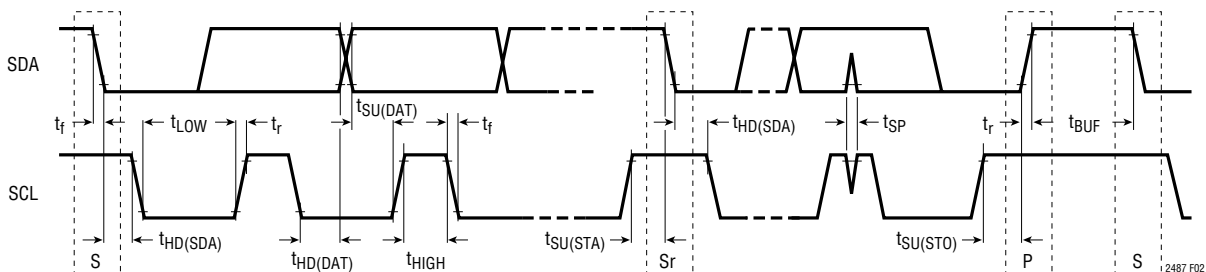 SDA
t_SU(DAT)
t_f
t_LOW
t_r
t_f
t_HD(SDA)
t_SP
t_r
t_BUF
SCL
t_HD(SDA)
t_HD(DAT)
t_HIGH
t_SU(STA)
t_SU(STO)
S
Sr
P
S
2487 F02